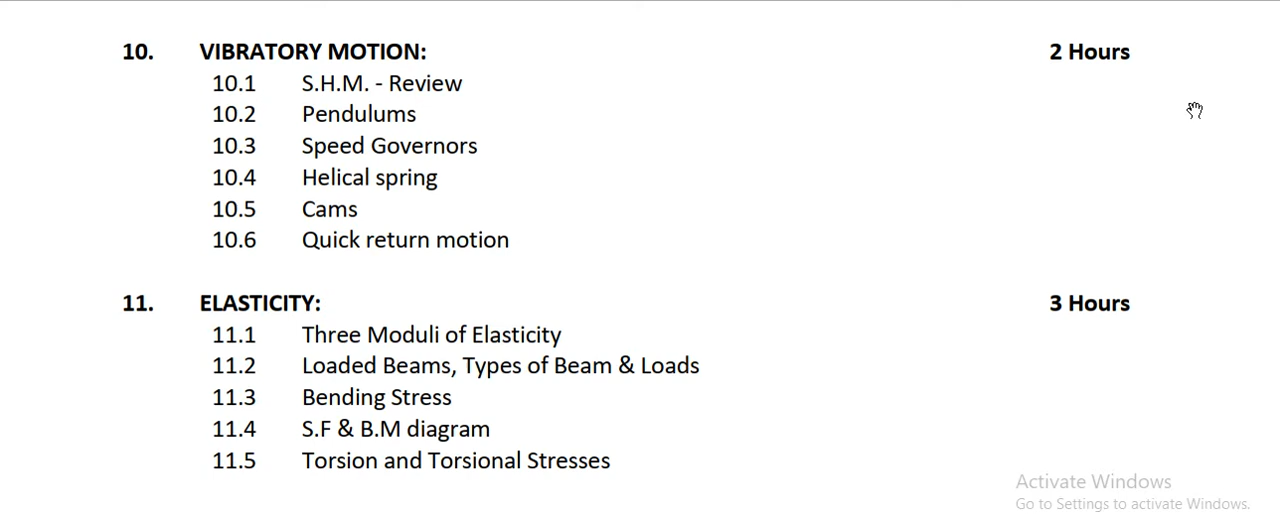 10. VIBRATORY MOTION: 2 Hours
10.1 S.H.M. - Review
10.2 Pendulums
10.3 Speed Governors
10.4 Helical spring
10.5 Cams
10.6 Quick return motion
11. ELASTICITY: 3 Hours
11.1 Three Moduli of Elasticity
11.2 Loaded Beams, Types of Beam & Loads
11.3 Bending Stress
11.4 S.F & B.M diagram
11.5 Torsion and Torsional Stresses
Activate Windows
Go to Settings to activate Windows.